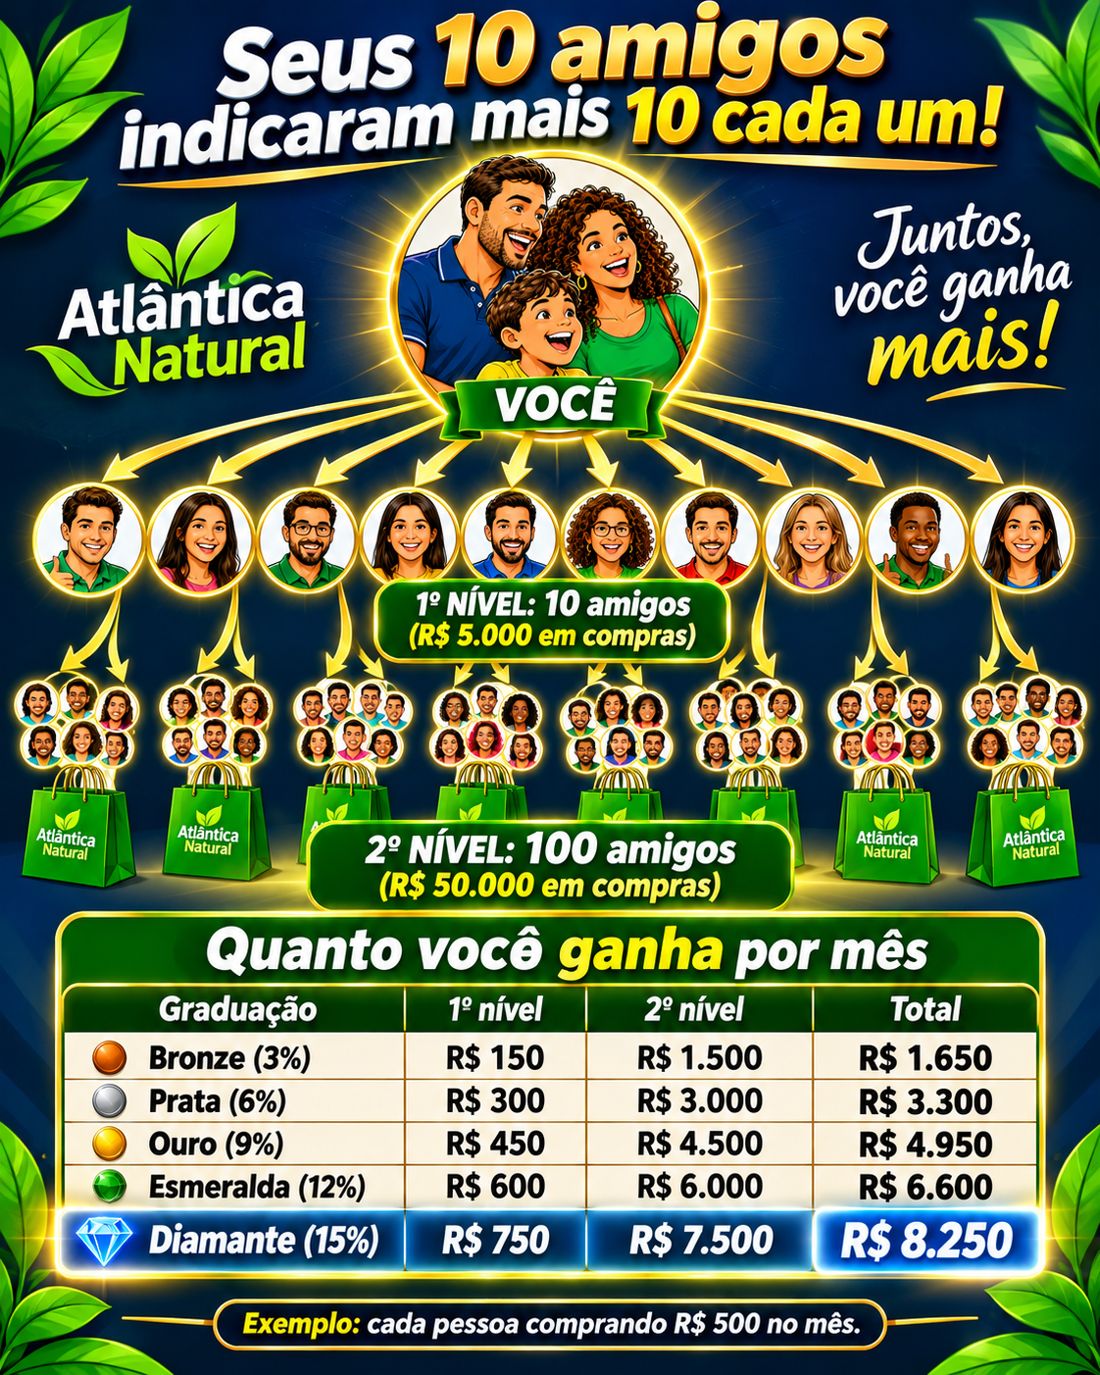 Seus 10 amigos
indicaram mais 10 cada um!
Atlântica
Natural
Juntos,
você ganha
mais!
VOCÊ
1º NÍVEL: 10 amigos
(R$ 5.000 em compras)
Atlântica
Natural
Atlântica
Natural
Atlântica
Natural
Atlântica
Natural
2º NÍVEL: 100 amigos
(R$ 50.000 em compras)
Quanto você ganha por mês
Graduação 1º nível 2º nível Total
Bronze (3%) R$ 150 R$ 1.500 R$ 1.650
Prata (6%) R$ 300 R$ 3.000 R$ 3.300
Ouro (9%) R$ 450 R$ 4.500 R$ 4.950
Esmeralda (12%) R$ 600 R$ 6.000 R$ 6.600
Diamante (15%) R$ 750 R$ 7.500 R$ 8.250
Exemplo: cada pessoa comprando R$ 500 no mês.